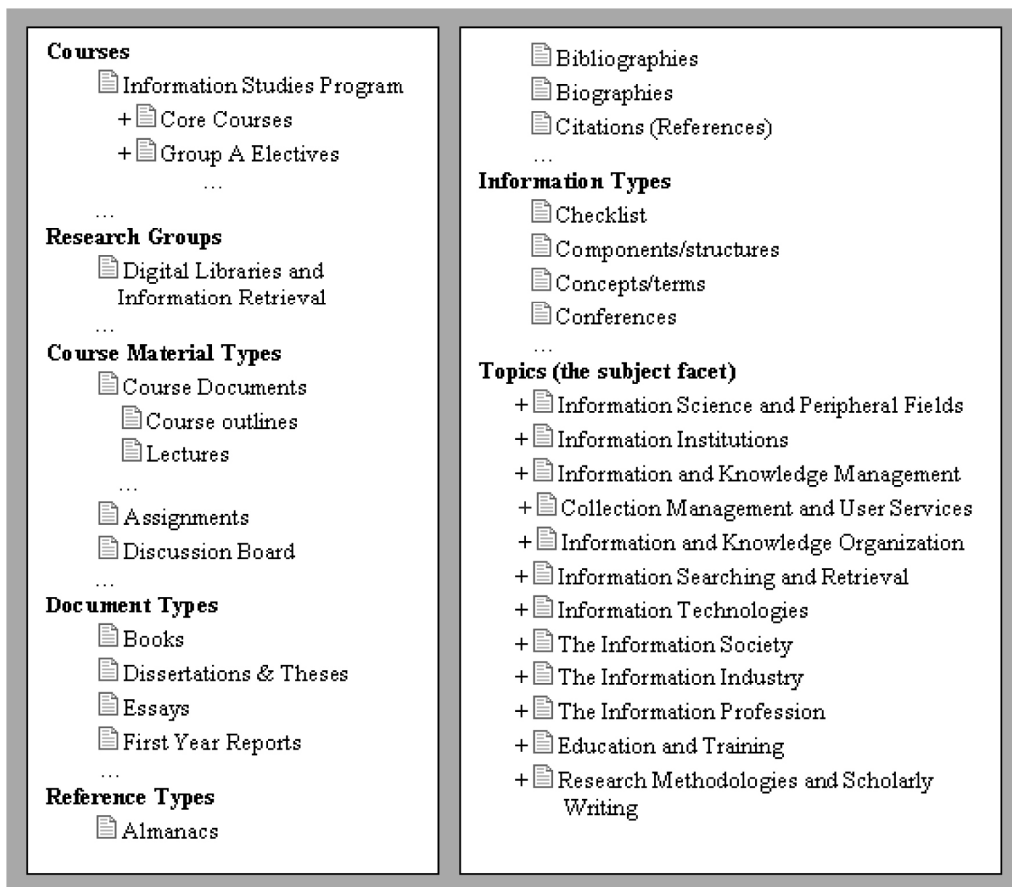 Courses
Information Studies Program
+ Core Courses
+ Group A Electives
...
...
Research Groups
Digital Libraries and
Information Retrieval
...
Course Material Types
Course Documents
Course outlines
Lectures
...
Assignments
Discussion Board
...
Document Types
Books
Dissertations & Theses
Essays
First Year Reports
...
Reference Types
Almanacs
Bibliographies
Biographies
Citations (References)
...
Information Types
Checklist
Components/structures
Concepts/terms
Conferences
...
Topics (the subject facet)
+ Information Science and Peripheral Fields
+ Information Institutions
+ Information and Knowledge Management
+ Collection Management and User Services
+ Information and Knowledge Organization
+ Information Searching and Retrieval
+ Information Technologies
+ The Information Society
+ The Information Industry
+ The Information Profession
+ Education and Training
+ Research Methodologies and Scholarly
Writing